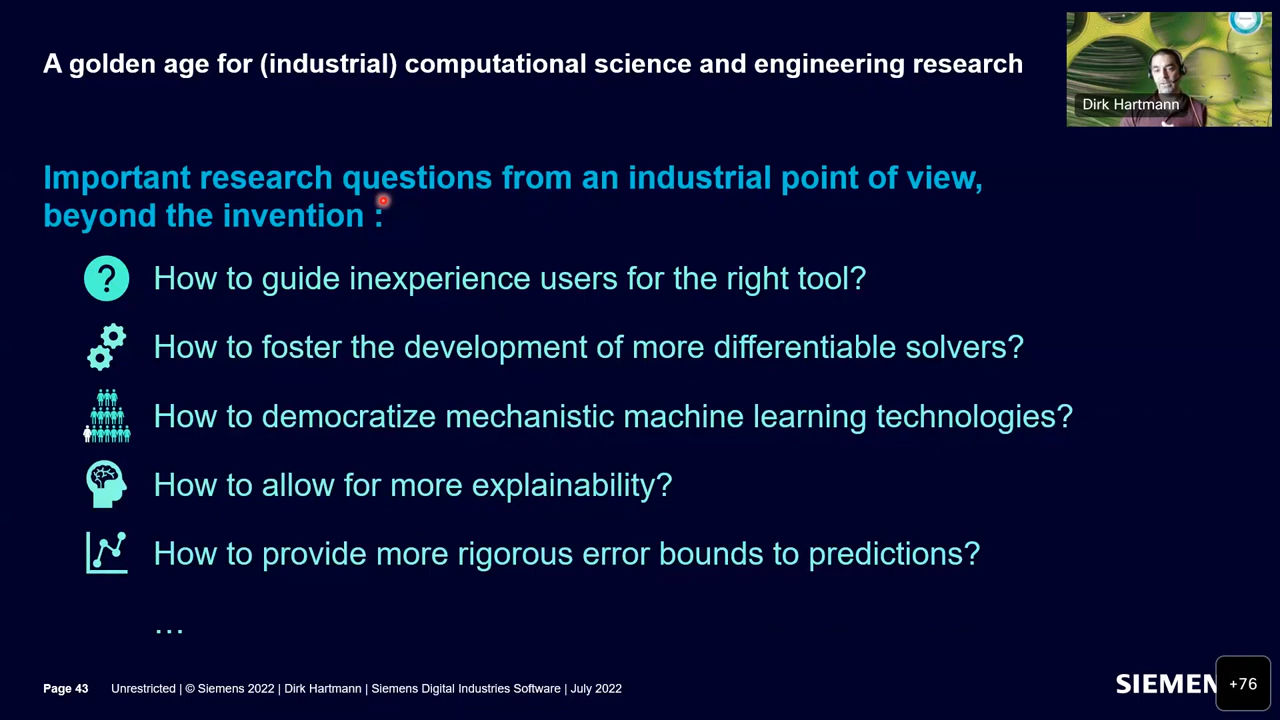 A golden age for (industrial) computational science and engineering research
Dirk Hartmann
Important research questions from an industrial point of view,
beyond the invention :
? How to guide inexperience users for the right tool?
How to foster the development of more differentiable solvers?
How to democratize mechanistic machine learning technologies?
How to allow for more explainability?
How to provide more rigorous error bounds to predictions?
...
Page 43 Unrestricted | © Siemens 2022 | Dirk Hartmann | Siemens Digital Industries Software | July 2022
SIEMEN
+76